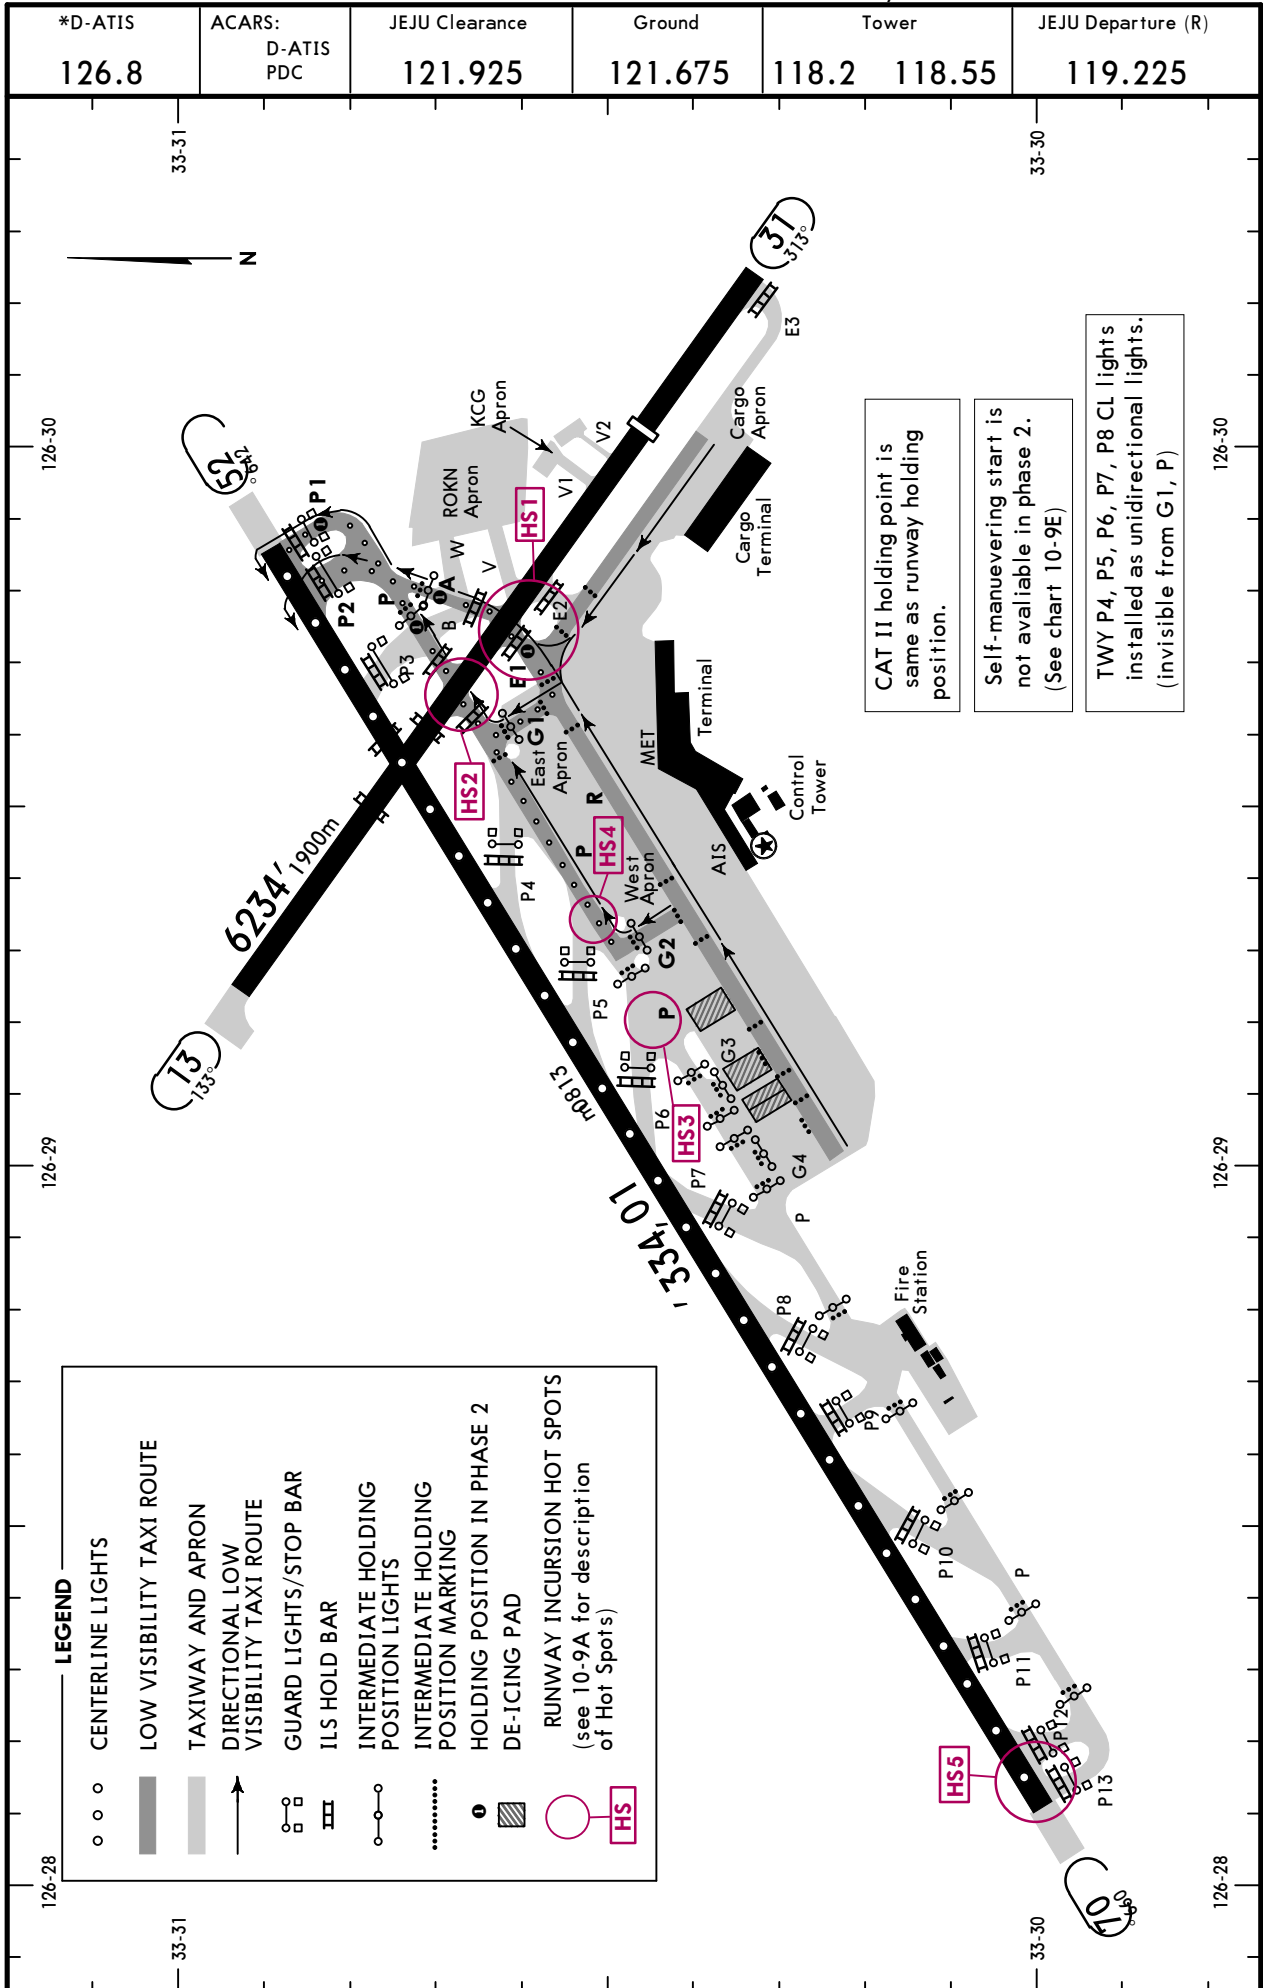 *D-ATIS
126.8
ACARS:
D-ATIS
PDC
JEJU Clearance
121.925
Ground
121.675
Tower
118.2 118.55
JEJU Departure (R)
119.225
33-31
33-30
126-30
126-30
126-29
126-29
126-28
126-28
33-31
33-30
N
31
313°
13
133°
25
246°
07
066°
6234' 1900m
10,433'
3180m
E3
KCG
Apron
V2
V1
ROKN
Apron
W
V
Cargo
Apron
Cargo
Terminal
HS1
P1
P2
P
A
B
P3
E2
E1
HS2
G1
East
Apron
R
P
HS4
West
Apron
MET
Terminal
Control
Tower
AIS
P4
P5
G2
P
G3
HS3
P6
P7
G4
P
P8
Fire
Station
P9
P10
P
P11
P12
P13
HS5
CAT II holding point is
same as runway holding
position.
Self-manuevering start is
not avaliable in phase 2.
(See chart 10-9E)
TWY P4, P5, P6, P7, P8 CL lights
installed as unidirectional lights.
(invisible from G1, P)
LEGEND
CENTERLINE LIGHTS
LOW VISIBILITY TAXI ROUTE
TAXIWAY AND APRON
DIRECTIONAL LOW
VISIBILITY TAXI ROUTE
GUARD LIGHTS/STOP BAR
ILS HOLD BAR
INTERMEDIATE HOLDING
POSITION LIGHTS
INTERMEDIATE HOLDING
POSITION MARKING
HOLDING POSITION IN PHASE 2
DE-ICING PAD
RUNWAY INCURSION HOT SPOTS
(see 10-9A for description
of Hot Spots)
HS